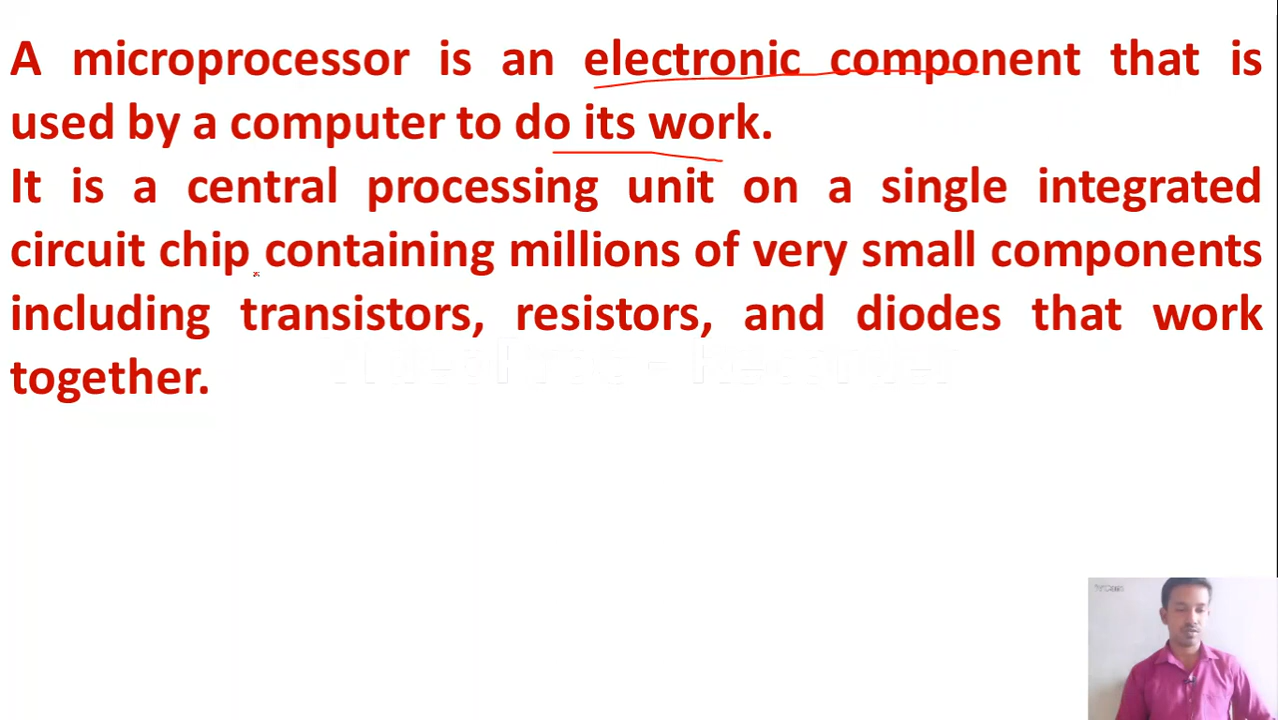 A microprocessor is an electronic component that is
used by a computer to do its work.
It is a central processing unit on a single integrated
circuit chip containing millions of very small components
including transistors, resistors, and diodes that work
together.